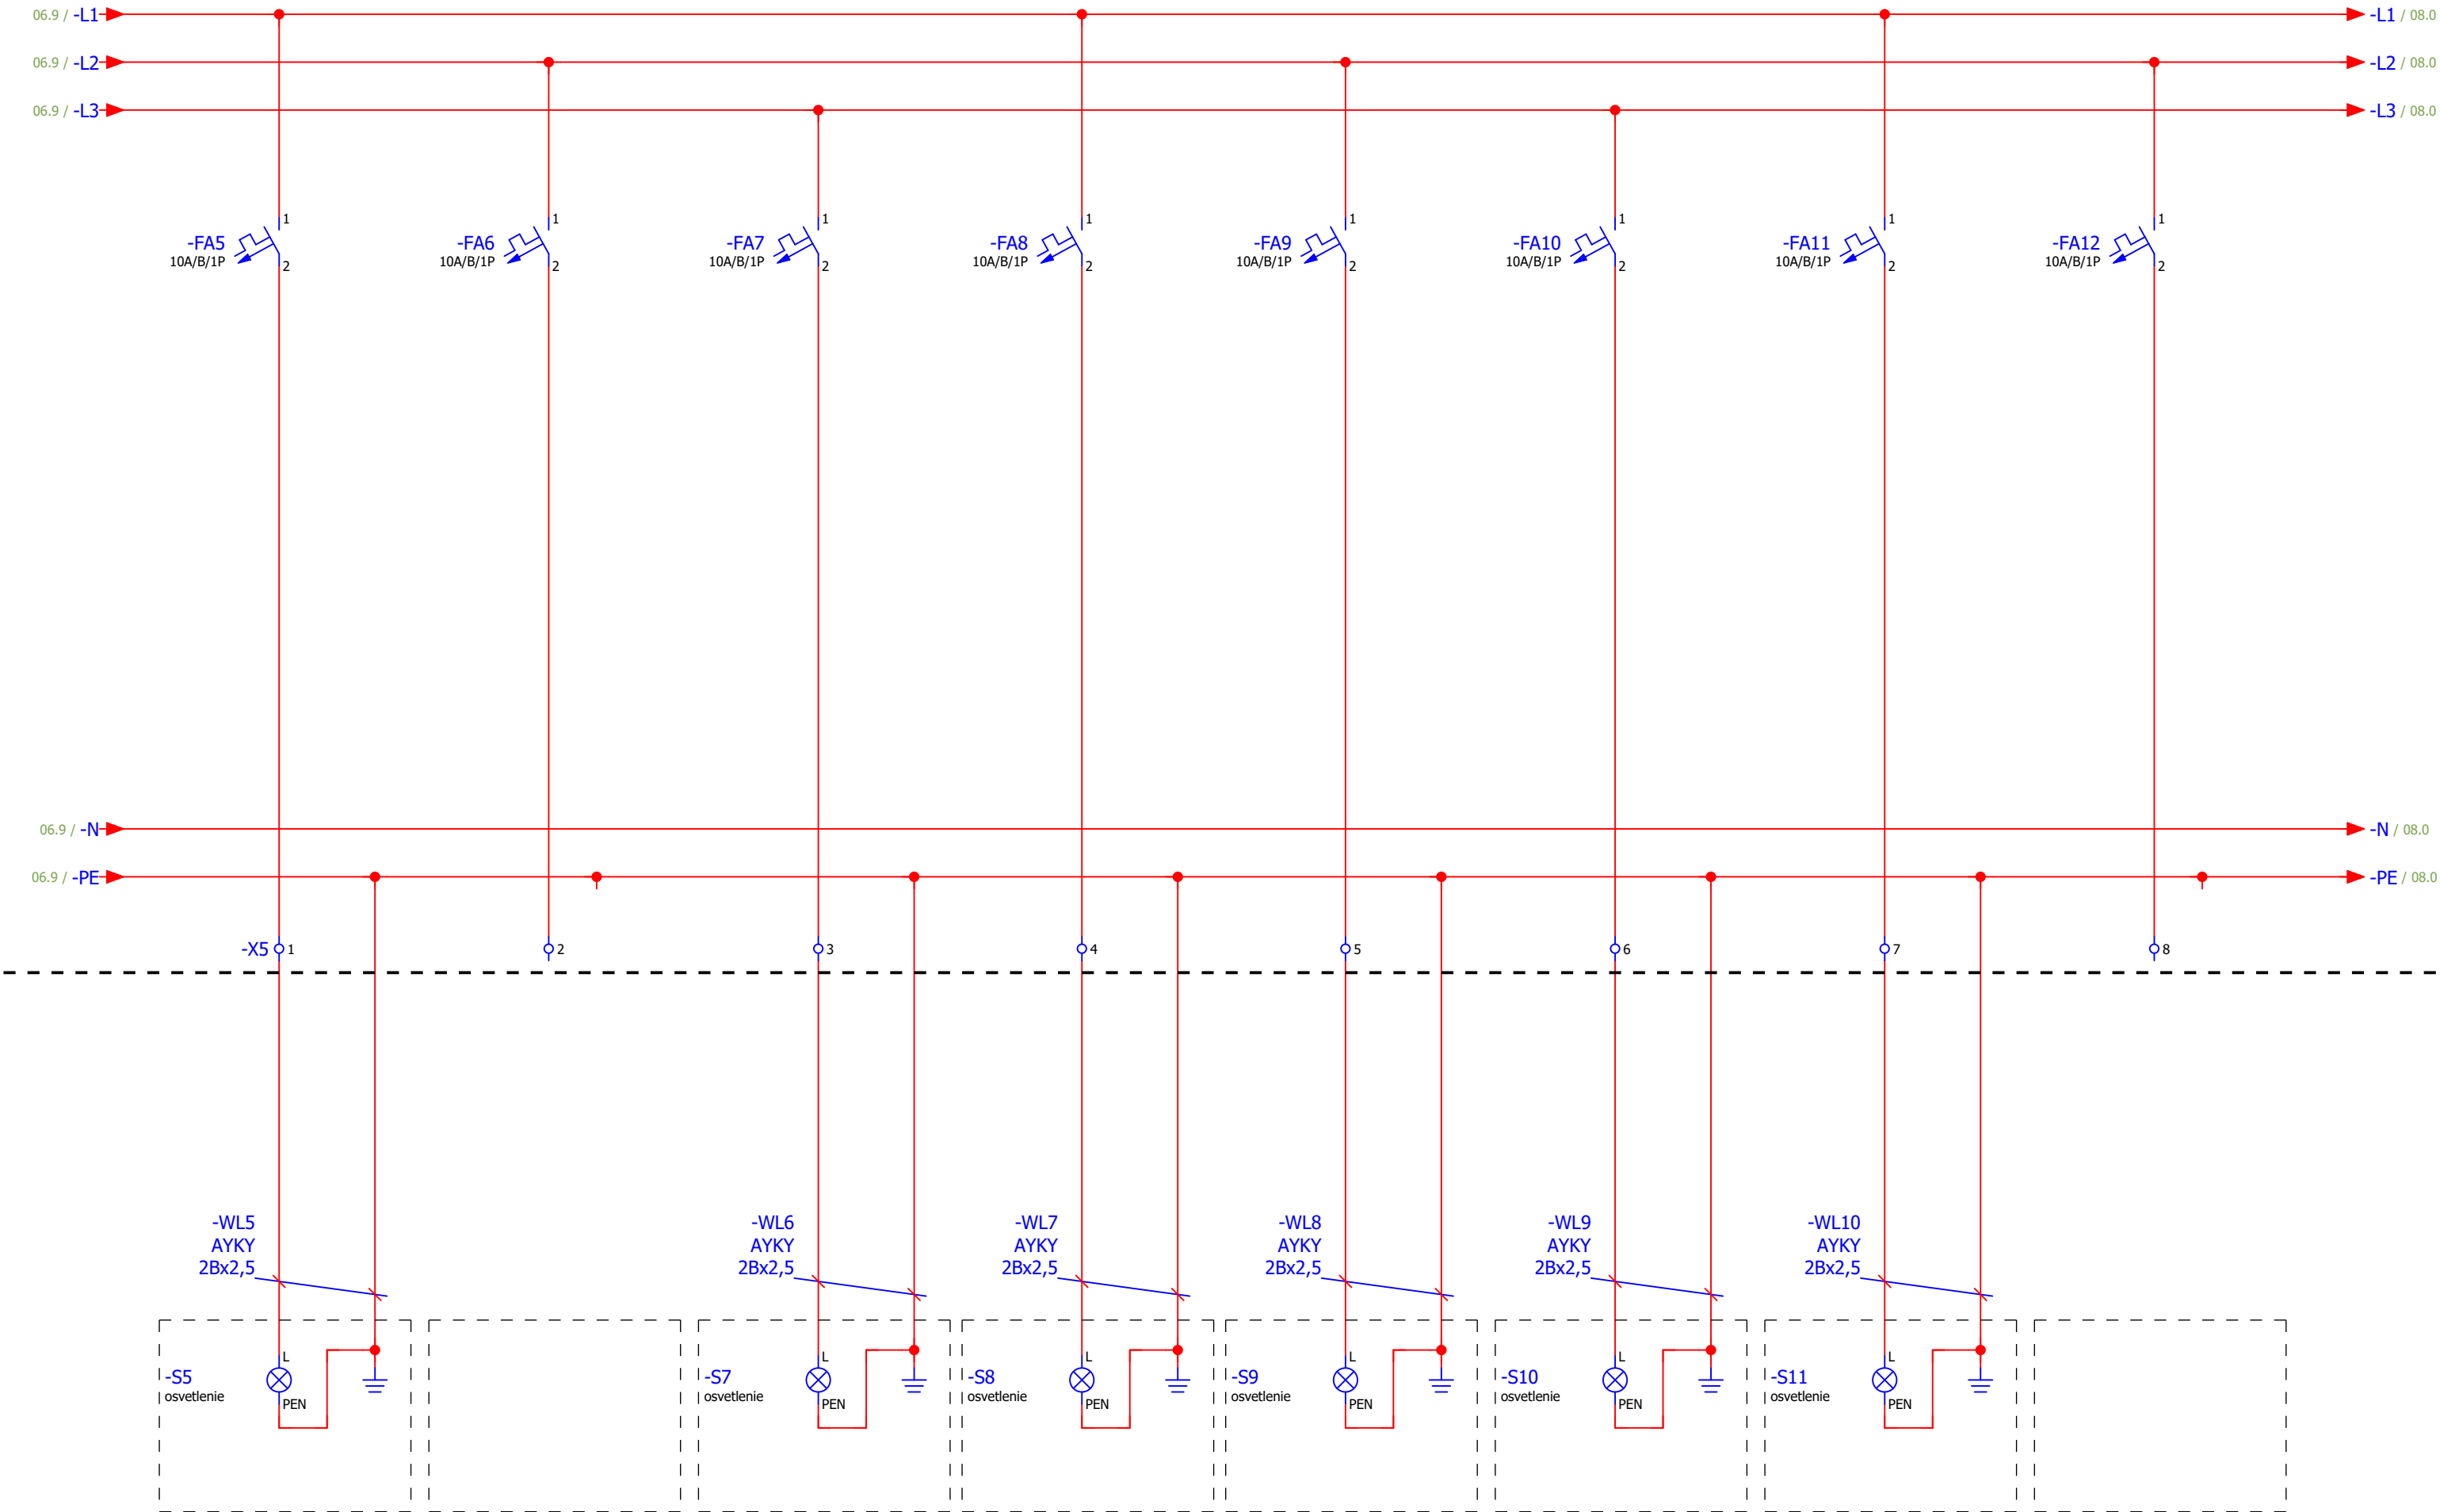 06.9 / -L1 -L1 / 08.0
06.9 / -L2 -L2 / 08.0
06.9 / -L3 -L3 / 08.0
1 1 1 1 1 1 1 1
-FA5 -FA6 -FA7 -FA8 -FA9 -FA10 -FA11 -FA12
10A/B/1P 10A/B/1P 10A/B/1P 10A/B/1P 10A/B/1P 10A/B/1P 10A/B/1P 10A/B/1P
2 2 2 2 2 2 2 2
06.9 / -N -N / 08.0
06.9 / -PE -PE / 08.0
-X5 1 2 3 4 5 6 7 8
-WL5 -WL6 -WL7 -WL8 -WL9 -WL10
AYKY AYKY AYKY AYKY AYKY AYKY
2Bx2,5 2Bx2,5 2Bx2,5 2Bx2,5 2Bx2,5 2Bx2,5
L L L L L L
-S5 -S7 -S8 -S9 -S10 -S11
osvetlenie osvetlenie osvetlenie osvetlenie osvetlenie osvetlenie
PEN PEN PEN PEN PEN PEN